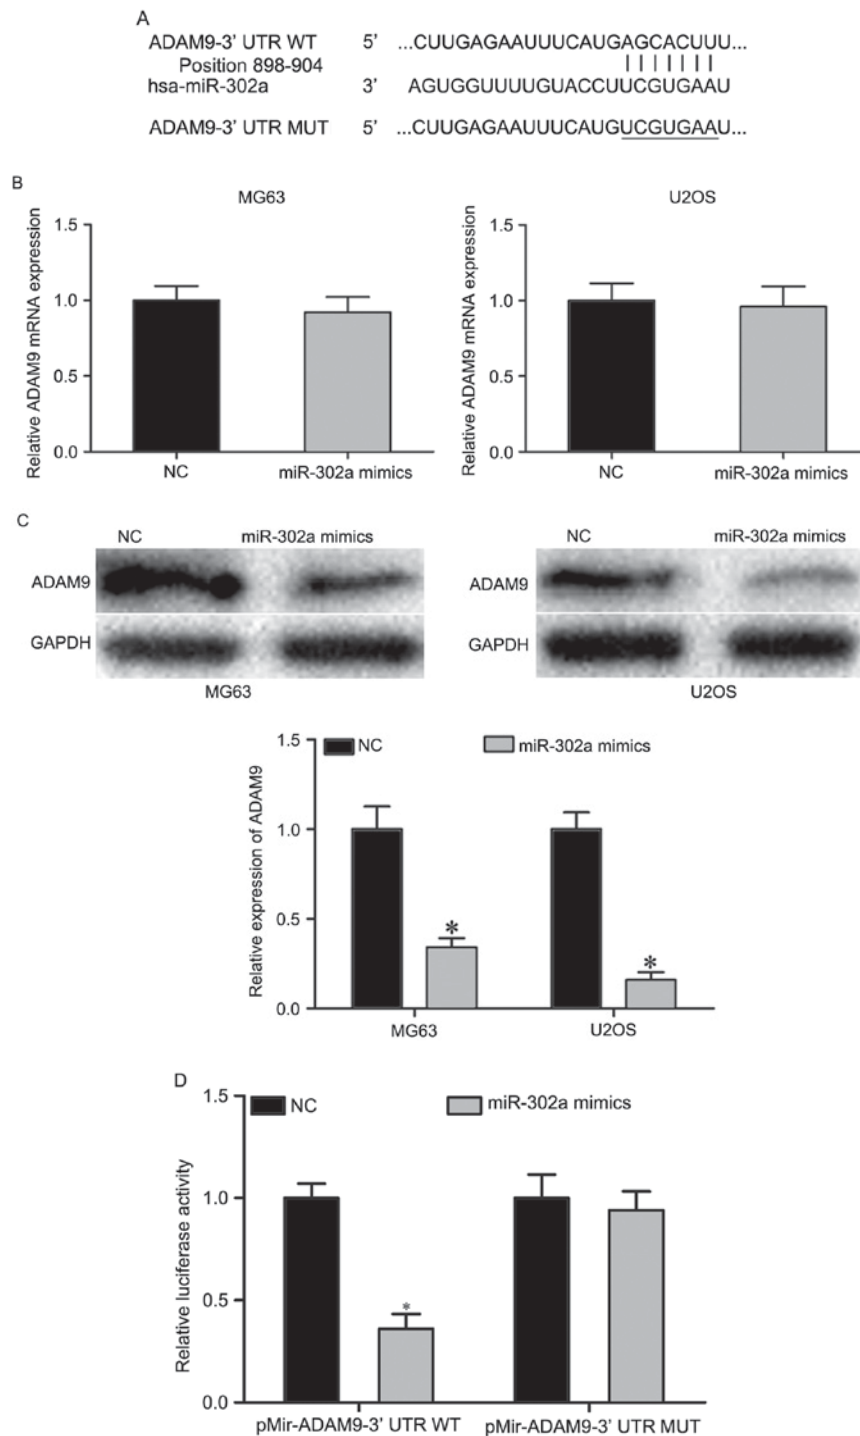 A
ADAM9-3' UTR WT 5' ...CUUGAGAAUUUCAUGAGCACUUU...
Position 898-904
hsa-miR-302a 3' AGUGGUUUUGUACCUUCGUGAAU
ADAM9-3' UTR MUT 5' ...CUUGAGAAUUUCAUGUCGUGAAU...
B
MG63
U2OS
Relative ADAM9 mRNA expression
1.5
1.0
0.5
0.0
NC miR-302a mimics
Relative ADAM9 mRNA expression
1.5
1.0
0.5
0.0
NC miR-302a mimics
C
NC miR-302a mimics
NC miR-302a mimics
ADAM9
ADAM9
GAPDH
GAPDH
MG63
U2OS
Relative expression of ADAM9
1.5
1.0
0.5
0.0
NC miR-302a mimics
*
*
MG63 U2OS
D
Relative luciferase activity
1.5
1.0
0.5
0.0
NC miR-302a mimics
*
pMir-ADAM9-3' UTR WT pMir-ADAM9-3' UTR MUT